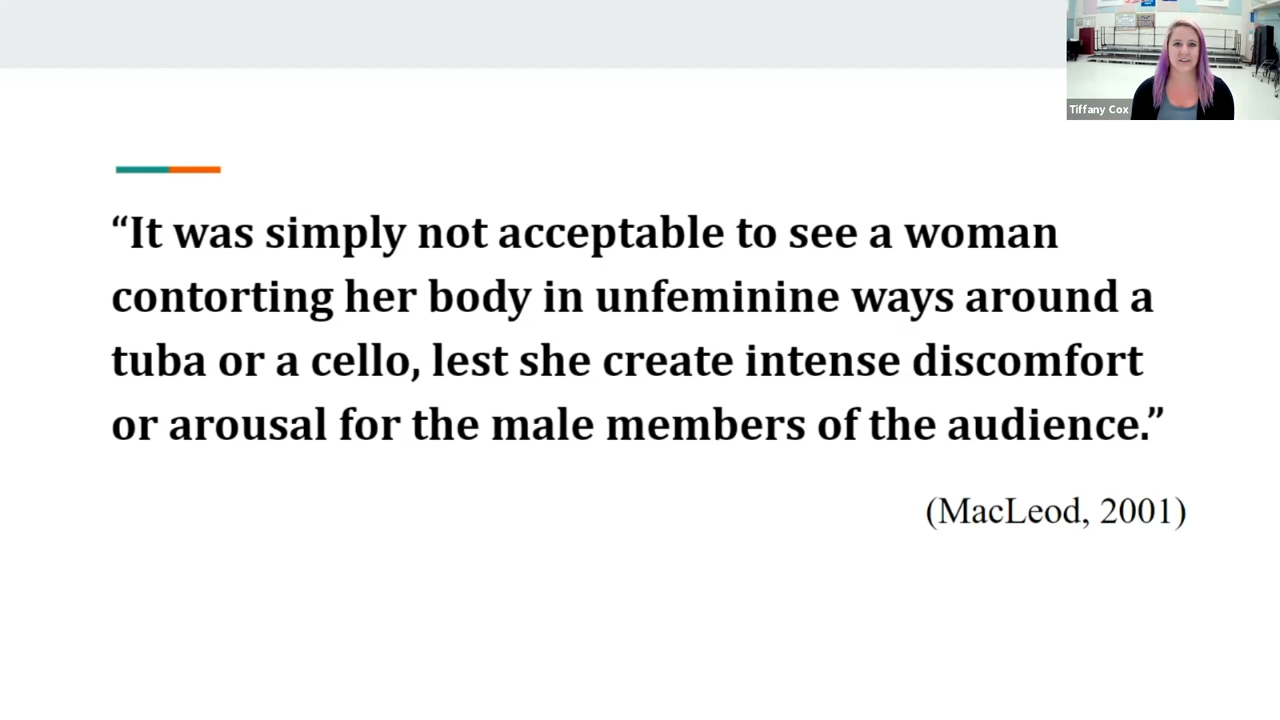 Tiffany Cox
“It was simply not acceptable to see a woman
contorting her body in unfeminine ways around a
tuba or a cello, lest she create intense discomfort
or arousal for the male members of the audience.”
(MacLeod, 2001)